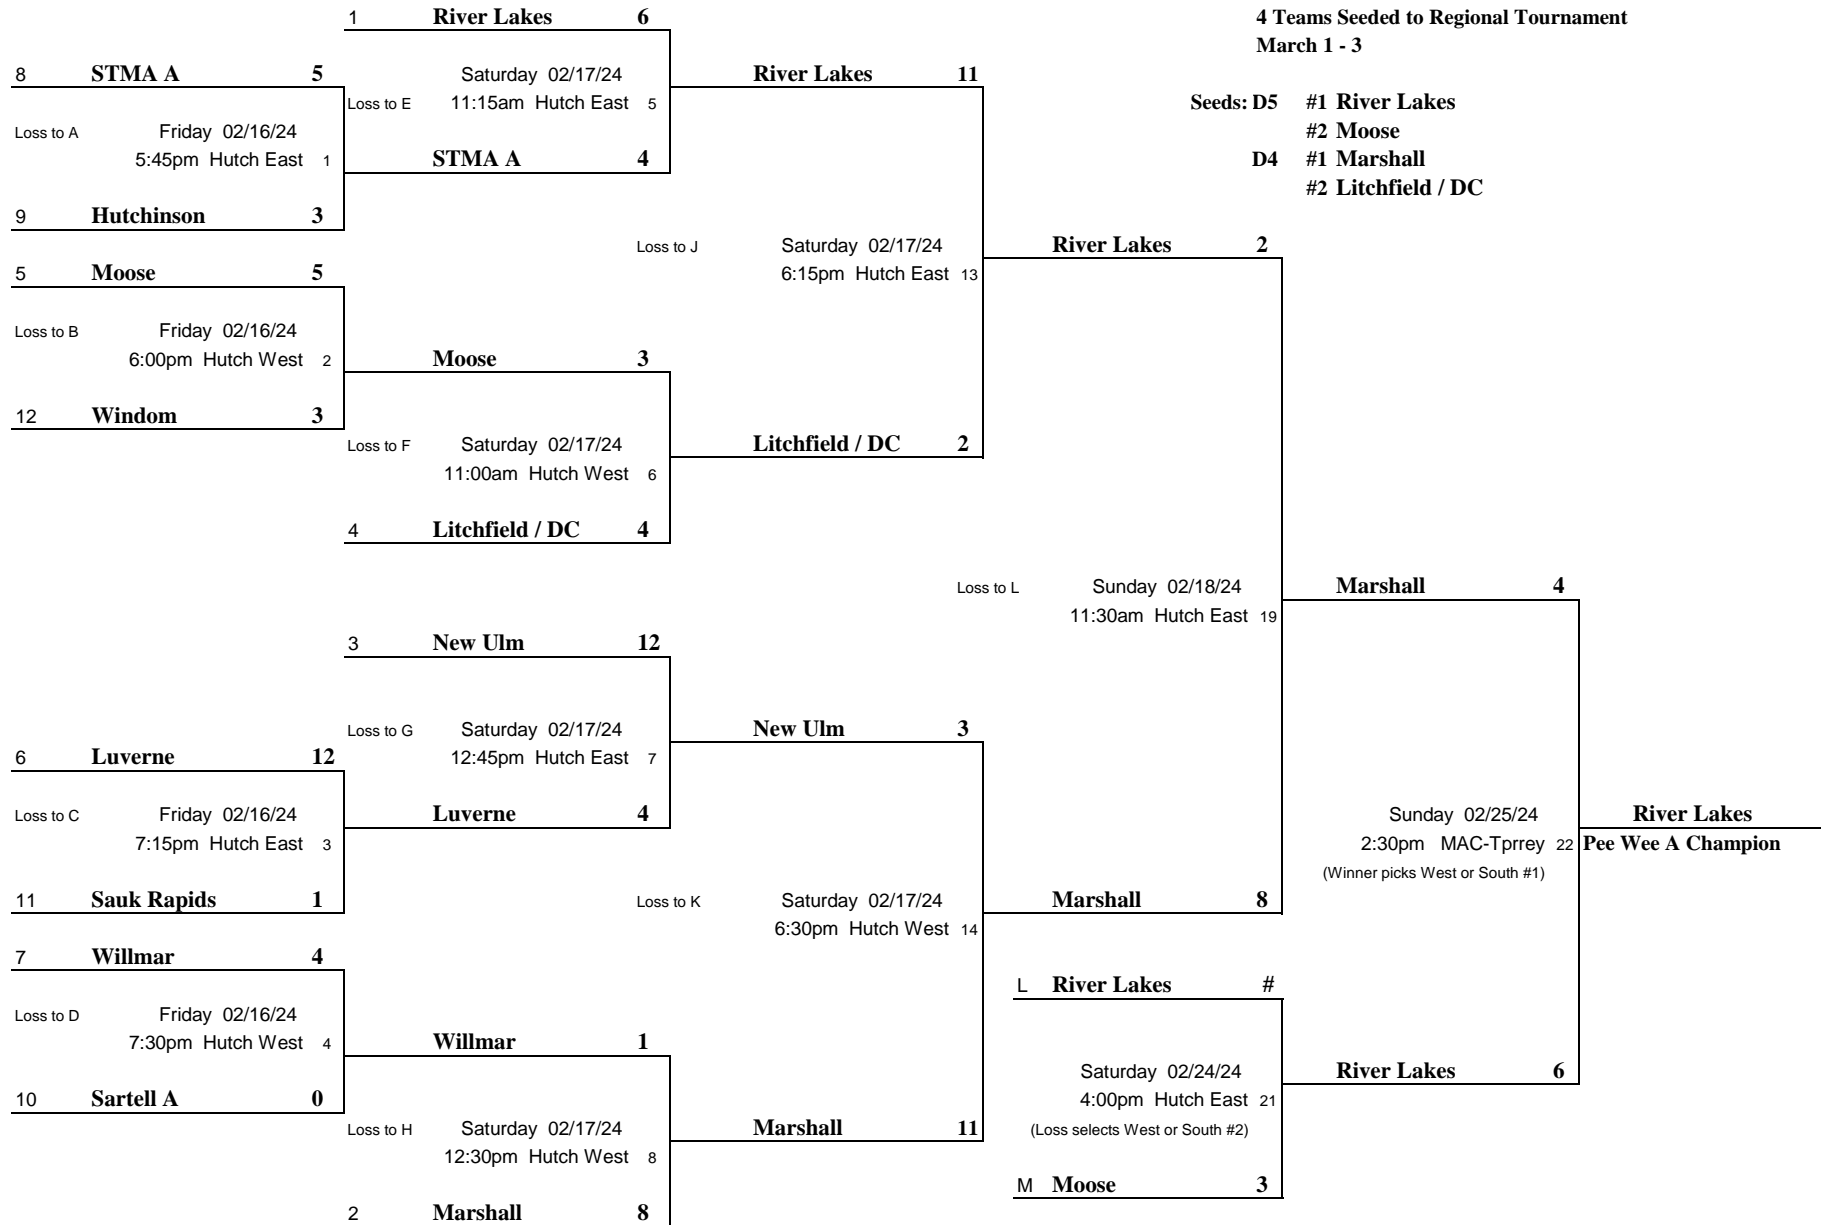 1 River Lakes 6
4 Teams Seeded to Regional Tournament
March 1 - 3
8 STMA A 5
Saturday 02/17/24
River Lakes 11
Loss to E 11:15am Hutch East 5
Seeds: D5 #1 River Lakes
Loss to A Friday 02/16/24
#2 Moose
5:45pm Hutch East 1
STMA A 4
D4 #1 Marshall
#2 Litchfield / DC
9 Hutchinson 3
Loss to J Saturday 02/17/24
River Lakes 2
5 Moose 5
6:15pm Hutch East 13
Loss to B Friday 02/16/24
6:00pm Hutch West 2
Moose 3
12 Windom 3
Loss to F Saturday 02/17/24
Litchfield / DC 2
11:00am Hutch West 6
4 Litchfield / DC 4
Loss to L Sunday 02/18/24
Marshall 4
11:30am Hutch East 19
3 New Ulm 12
Loss to G Saturday 02/17/24
New Ulm 3
6 Luverne 12
12:45pm Hutch East 7
Loss to C Friday 02/16/24
Luverne 4
Sunday 02/25/24
River Lakes
7:15pm Hutch East 3
2:30pm MAC-Tprrey 22 Pee Wee A Champion
(Winner picks West or South #1)
11 Sauk Rapids 1
Loss to K Saturday 02/17/24
Marshall 8
6:30pm Hutch West 14
7 Willmar 4
L River Lakes #
Loss to D Friday 02/16/24
7:30pm Hutch West 4
Willmar 1
Saturday 02/24/24
River Lakes 6
10 Sartell A 0
4:00pm Hutch East 21
Loss to H Saturday 02/17/24
Marshall 11
(Loss selects West or South #2)
12:30pm Hutch West 8
M Moose 3
2 Marshall 8